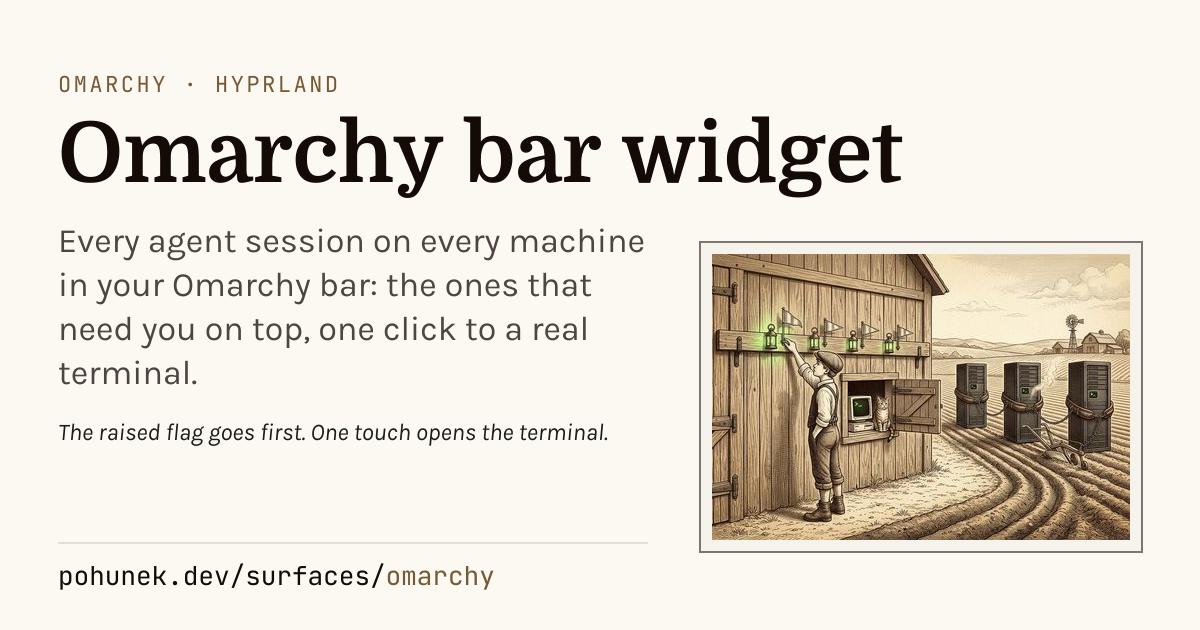 OMARCHY · HYPRLAND
Omarchy bar widget
Every agent session on every machine
in your Omarchy bar: the ones that
need you on top, one click to a real
terminal.
The raised flag goes first. One touch opens the terminal.
pohunek.dev/surfaces/omarchy